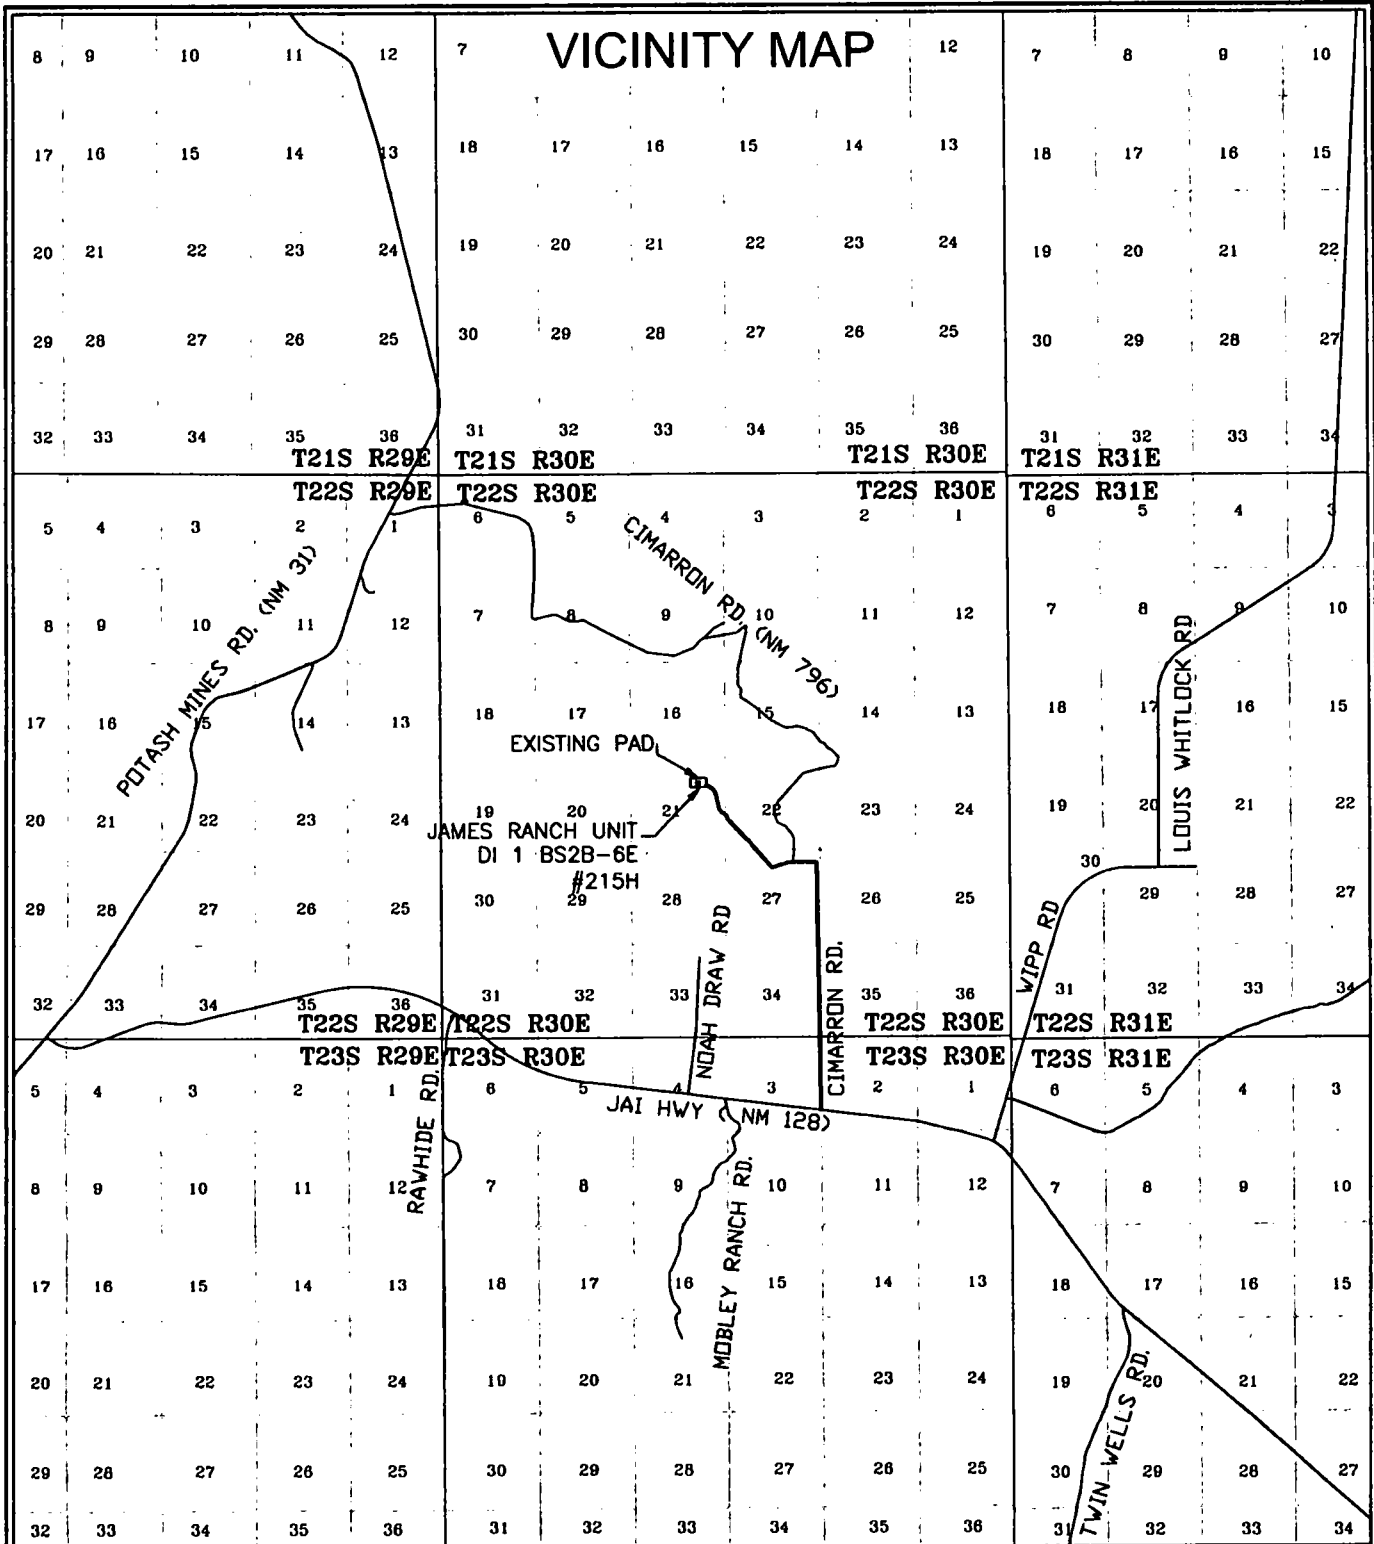 VICINITY MAP
8 9 10 11 12 7 12 7 8 9 10
17 16 15 14 13 18 17 16 15 14 13 18 17 16 15
20 21 22 23 24 19 20 21 22 23 24 19 20 21 22
29 28 27 26 25 30 29 28 27 26 25 30 29 28 27
32 33 34 35 36 31 32 33 34 35 36 31 32 33 34
T21S R29E T21S R30E T21S R30E T21S R31E
T22S R29E T22S R30E T22S R30E T22S R31E
5 4 3 2 1 6 5 4 3 2 1 6 5 4 3
CIMARRON RD. (NM 796)
POTASH MINES RD. (NM 31)
8 9 10 11 12 7 8 9 10 11 12 7 8 9 10
LOUIS WHITLOCK RD
17 16 15 14 13 18 17 16 15 14 13 18 17 16 15
EXISTING PAD
20 21 22 23 24 19 20 21 22 23 24 19 20 21 22
JAMES RANCH UNIT
DI 1 BS2B-6E
#215H
29 28 27 26 25 30 29 28 27 26 25 30 29 28 27
NOAH DRAW RD
CIMARRON RD.
WIPP RD
32 33 34 35 36 31 32 33 34 35 36 31 32 33 34
T22S R29E T22S R30E T22S R30E T22S R31E
T23S R29E T23S R30E T23S R30E T23S R31E
5 4 3 2 1 6 5 4 3 2 1 6 5 4 3
JAI HWY ( NM 128)
RAWHIDE RD.
MOBLEY RANCH RD.
8 9 10 11 12 7 8 9 10 11 12 7 8 9 10
17 16 15 14 13 18 17 16 15 14 13 18 17 16 15
20 21 22 23 24 19 20 21 22 23 24 19 20 21 22
TWIN WELLS RD.
29 28 27 26 25 30 29 28 27 26 25 30 29 28 27
32 33 34 35 36 31 32 33 34 35 36 31 32 33 34